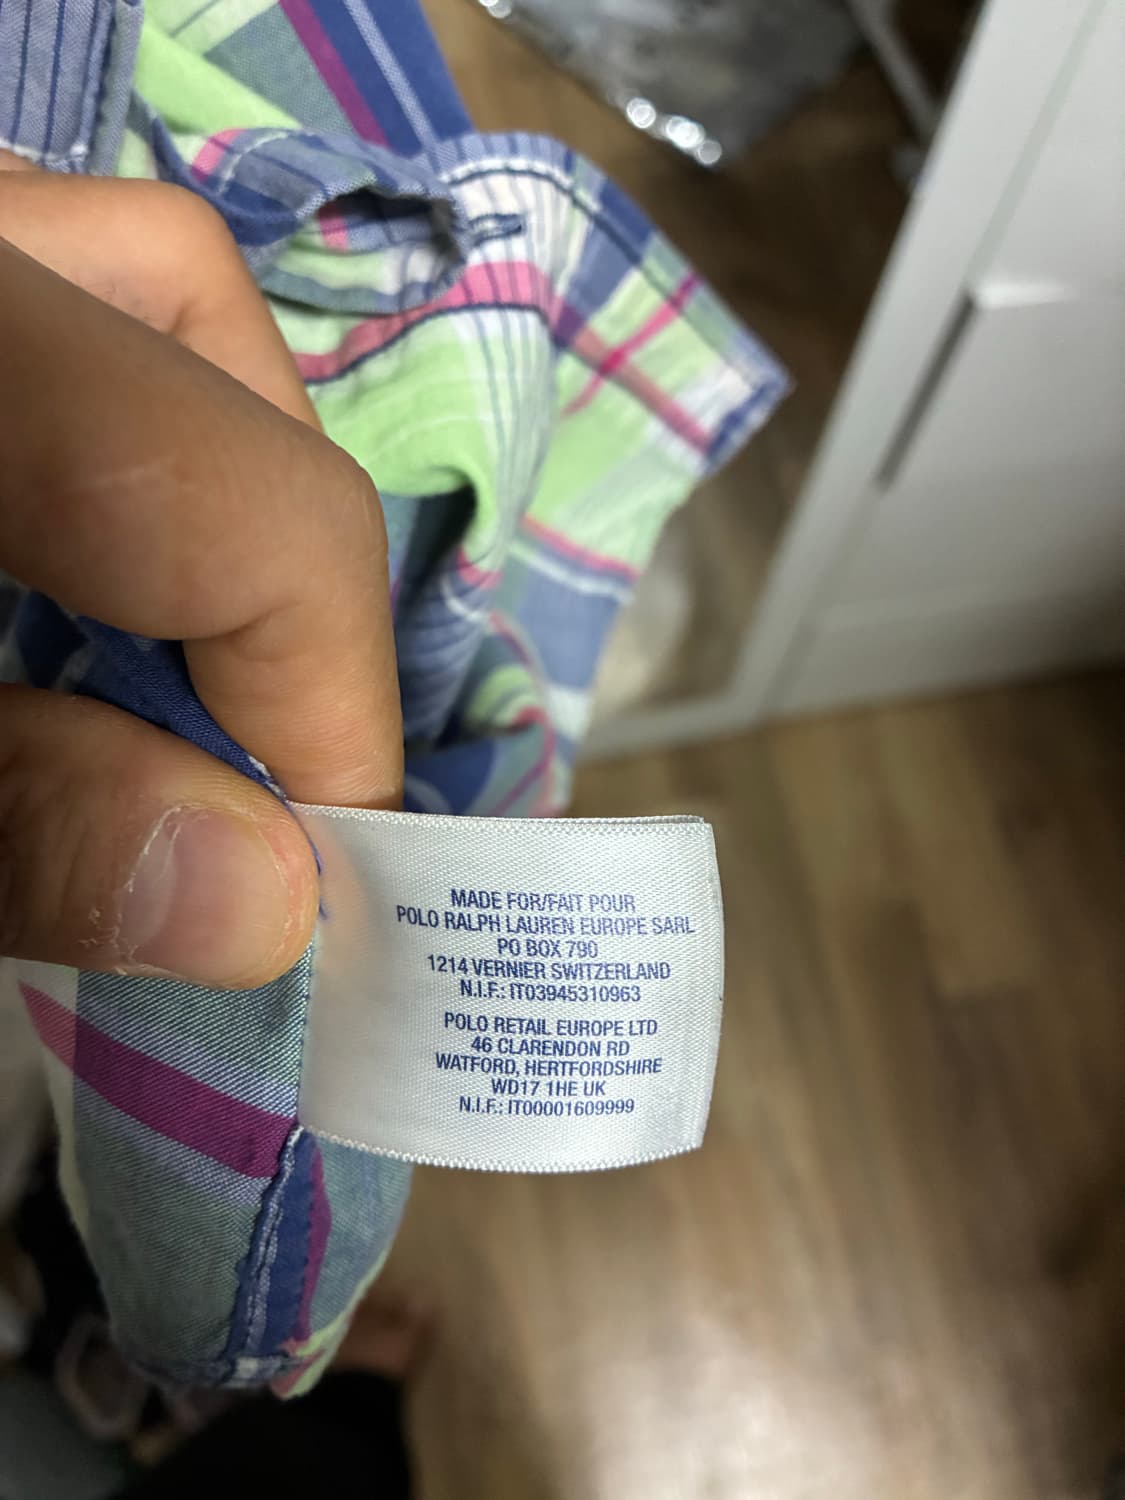 MADE FOR/FAIT POUR
POLO RALPH LAUREN EUROPE SARL
PO BOX 790
1214 VERNIER SWITZERLAND
N.I.F.: IT03945310963
POLO RETAIL EUROPE LTD
46 CLARENDON RD
WATFORD, HERTFORDSHIRE
WD17 1HE UK
N.I.F.: IT00001609999